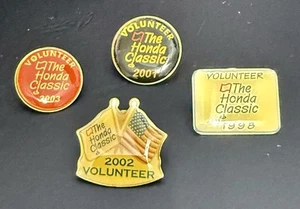 VOLUNTEER
The
Honda
Classic
2003
VOLUNTEER
The
Honda
Classic
2001
VOLUNTEER
The
Honda
Classic
1998
The
Honda
Classic
2002
VOLUNTEER